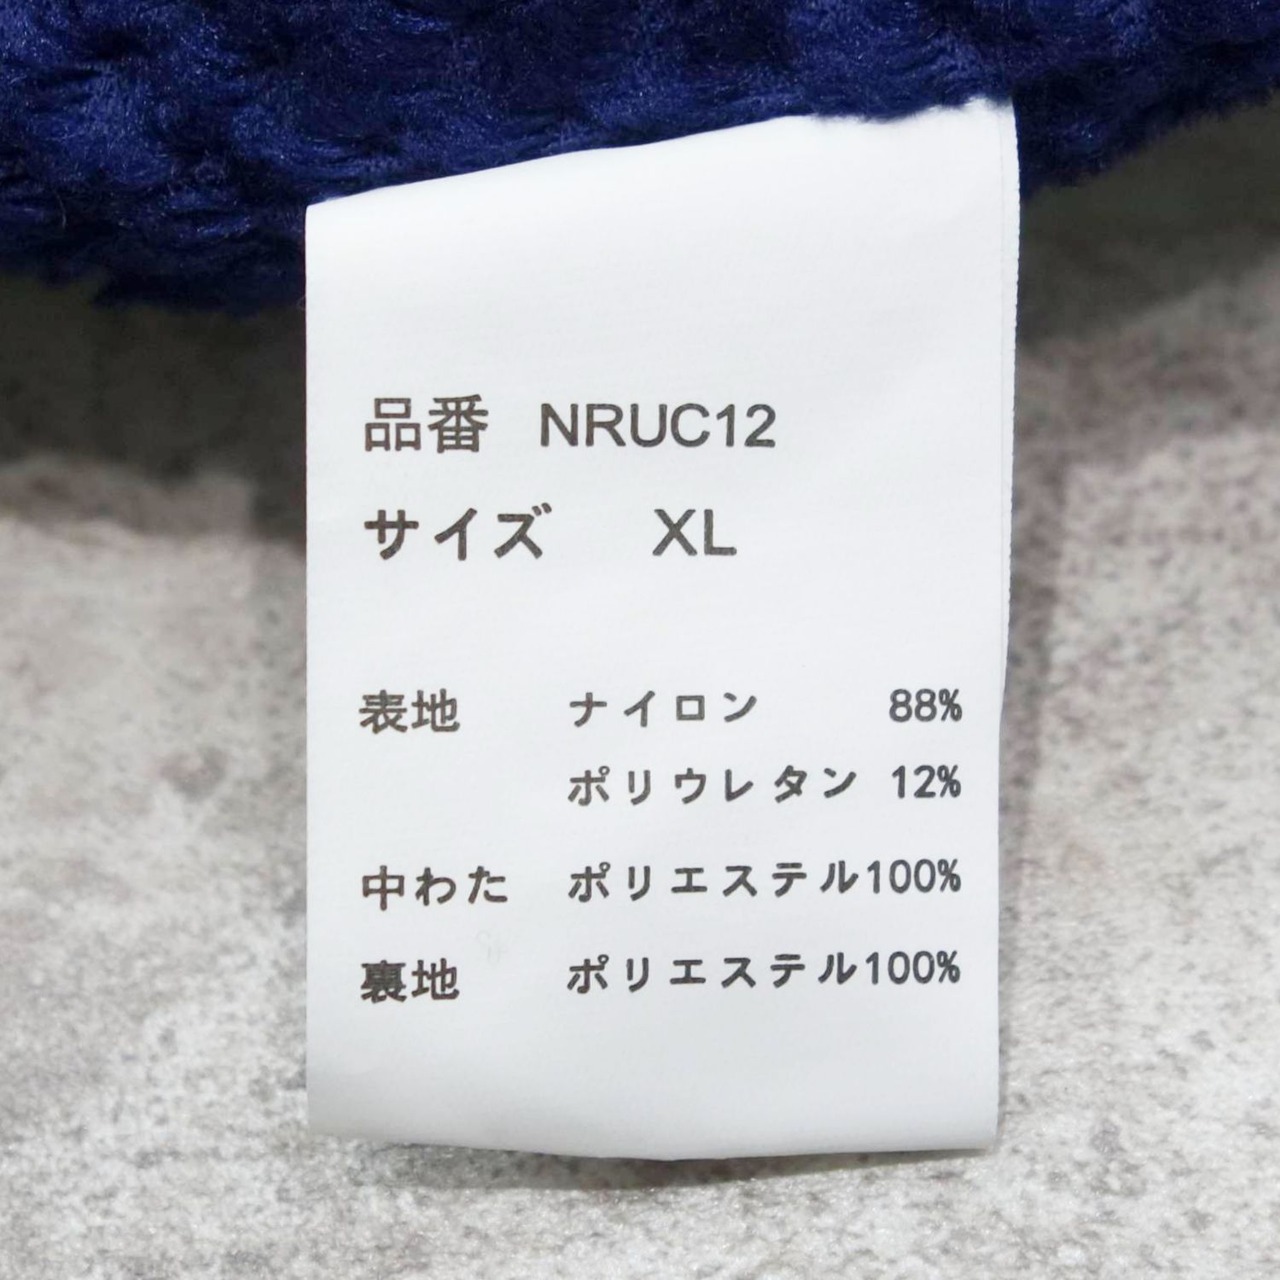 品番 NRUC12
サイズ XL
表地 ナイロン 88%
ポリウレタン 12%
中わた ポリエステル100%
裏地 ポリエステル100%